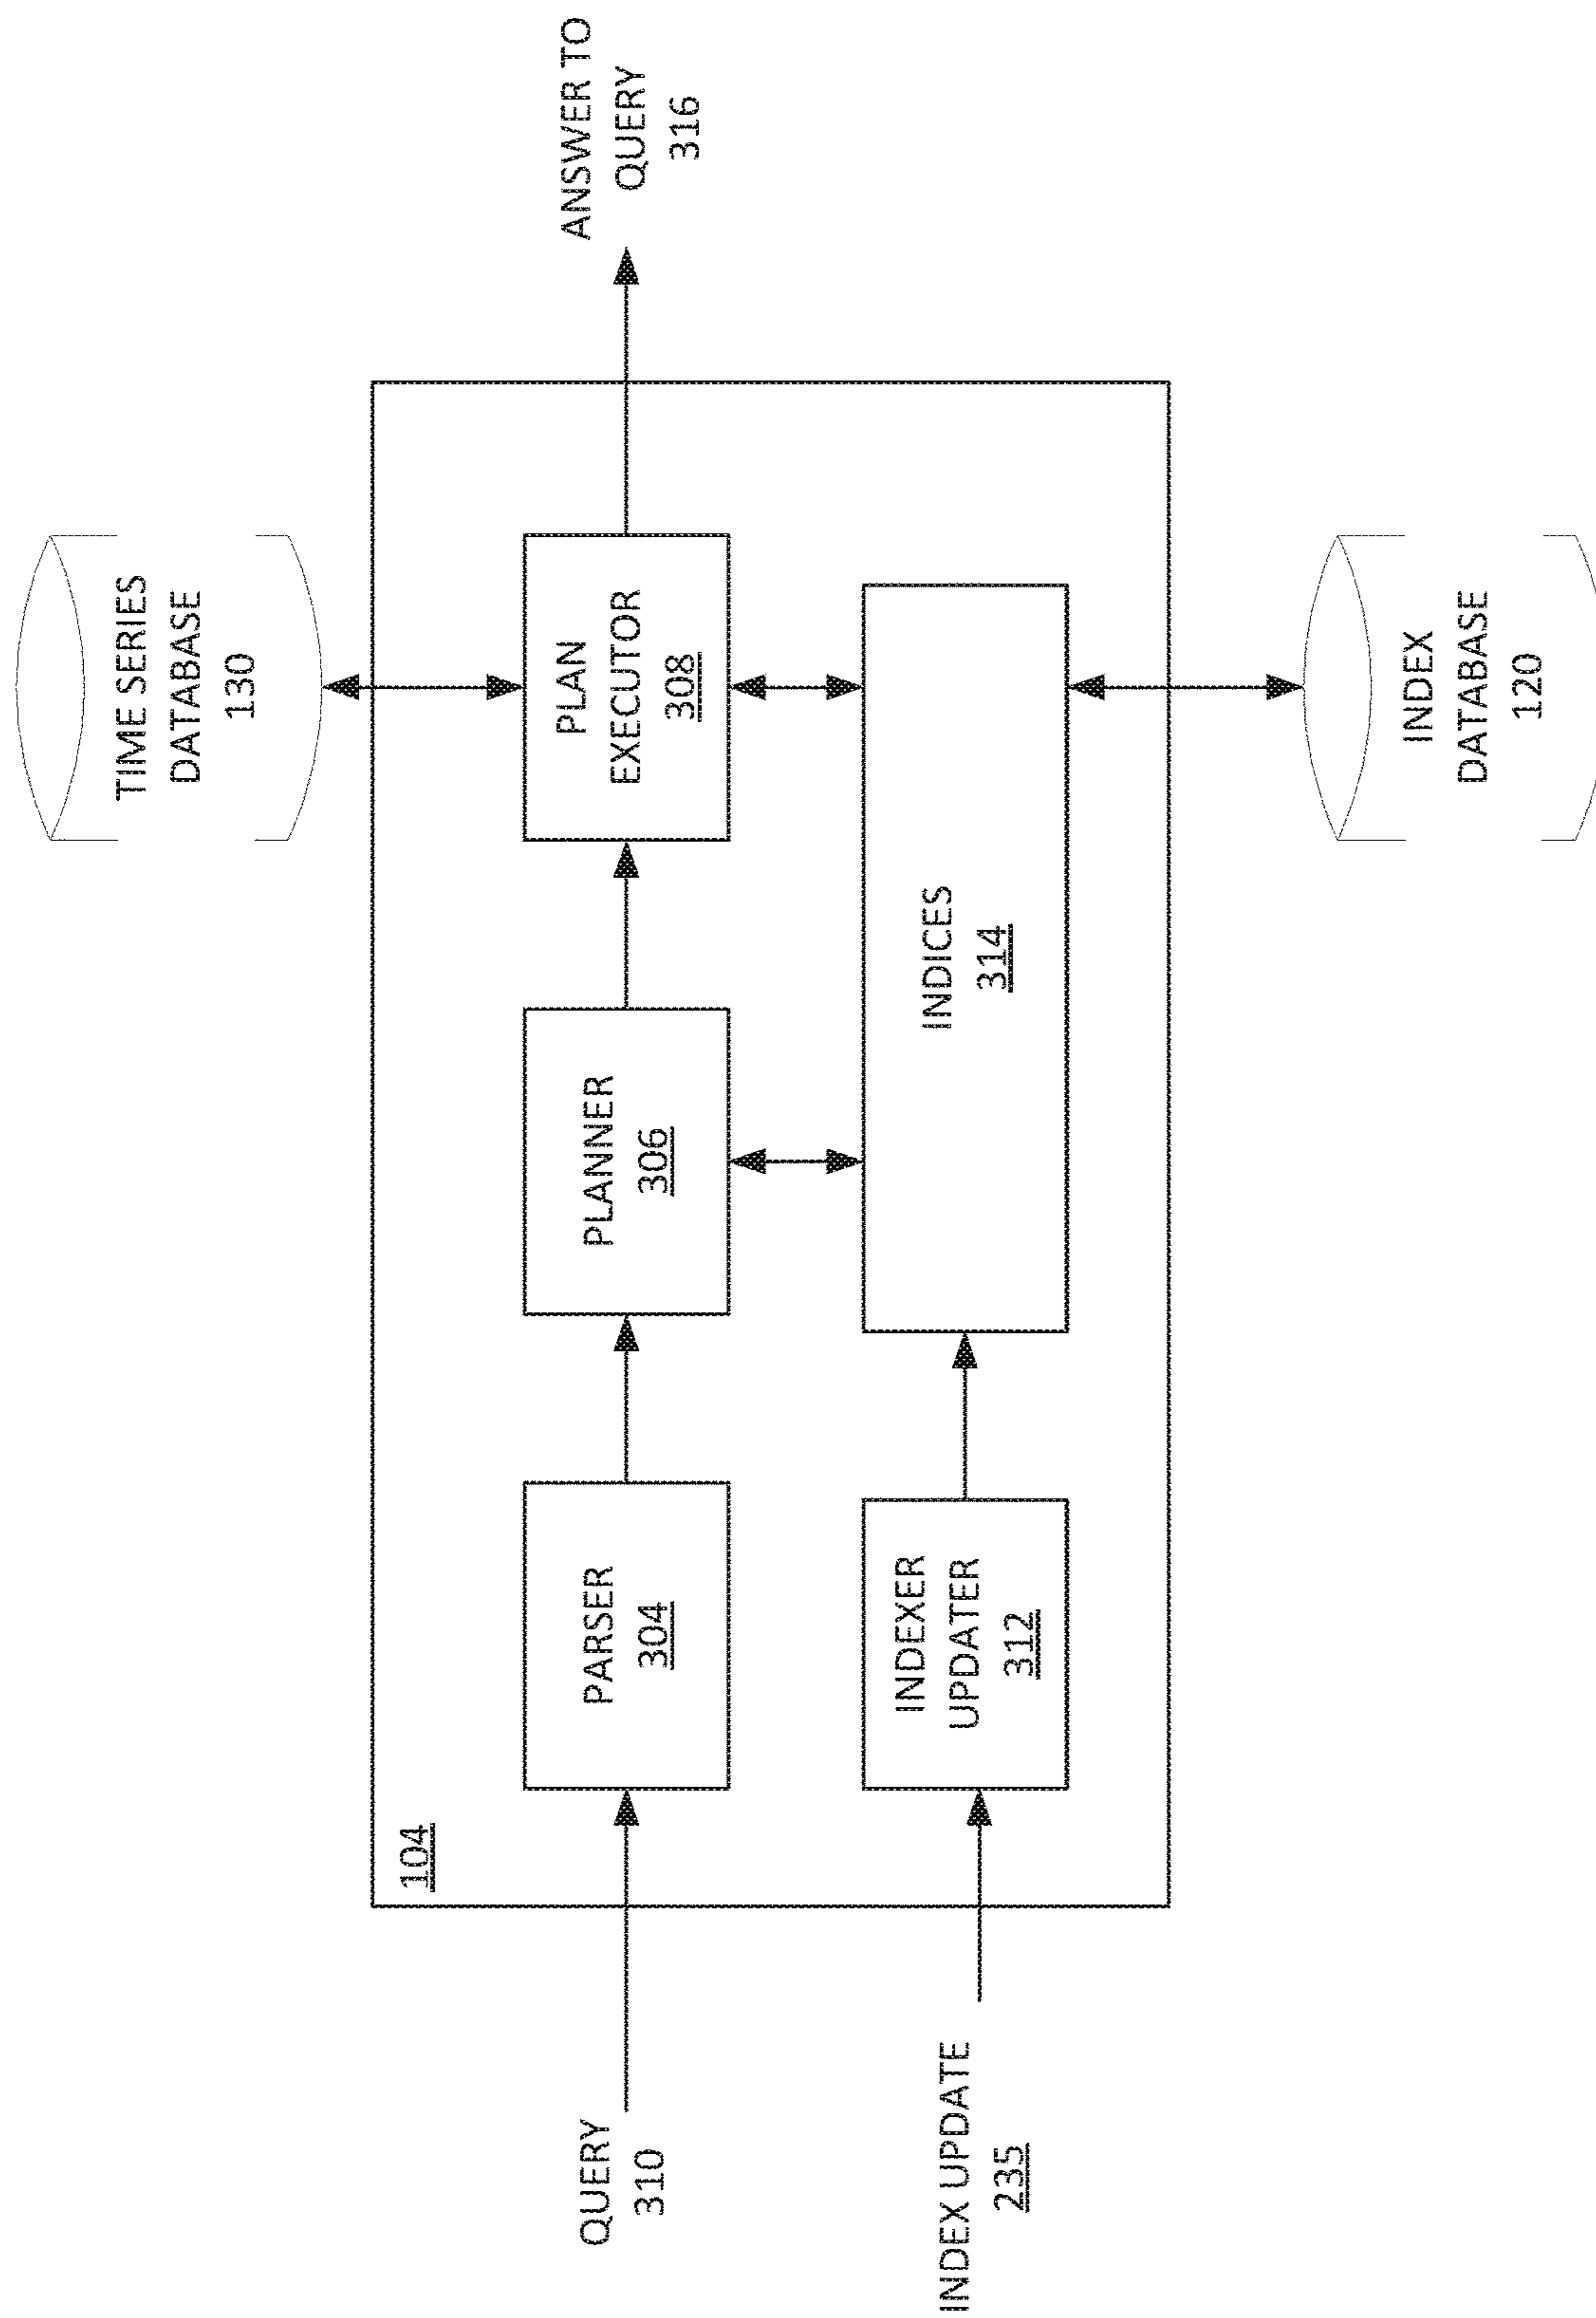 TIME SERIES
DATABASE
130
104
QUERY
310
PARSER
304
PLANNER
306
PLAN
EXECUTOR
308
ANSWER TO
QUERY
316
INDEX UPDATE
235
INDEXER
UPDATER
312
INDICES
314
INDEX
DATABASE
120